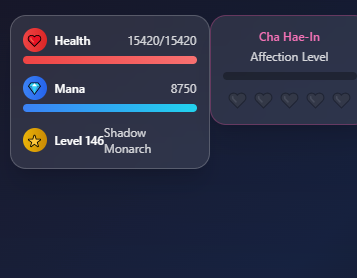 Health 15420/15420
Mana 8750
Level 146 Shadow
Monarch
Cha Hae-In
Affection Level